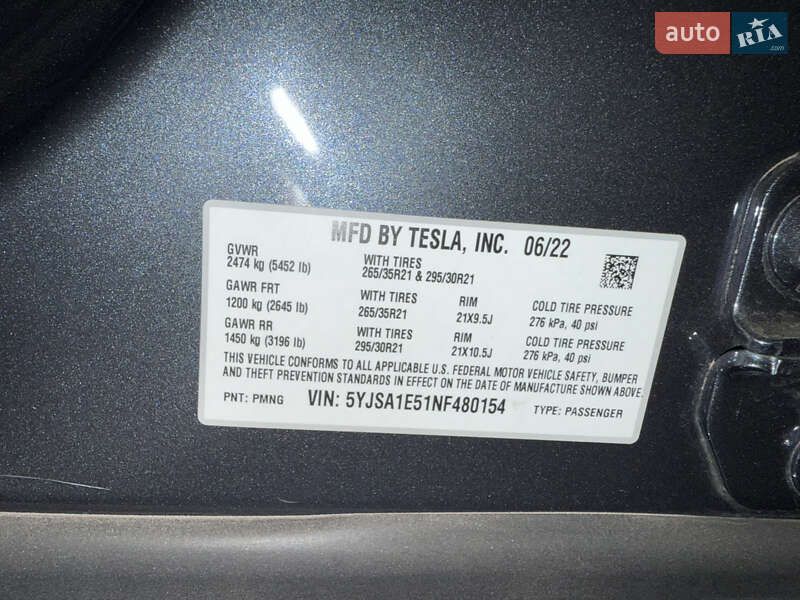 auto RIA .com
MFD BY TESLA, INC. 06/22
GVWR
2474 kg (5452 lb)
WITH TIRES
265/35R21 & 295/30R21
GAWR FRT
1200 kg (2645 lb)
WITH TIRES
265/35R21
RIM
21X9.5J
COLD TIRE PRESSURE
276 kPa, 40 psi
GAWR RR
1450 kg (3196 lb)
WITH TIRES
295/30R21
RIM
21X10.5J
COLD TIRE PRESSURE
276 kPa, 40 psi
THIS VEHICLE CONFORMS TO ALL APPLICABLE U.S. FEDERAL MOTOR VEHICLE SAFETY, BUMPER
AND THEFT PREVENTION STANDARDS IN EFFECT ON THE DATE OF MANUFACTURE SHOWN ABOVE.
PNT: PMNG VIN: 5YJSA1E51NF480154 TYPE: PASSENGER